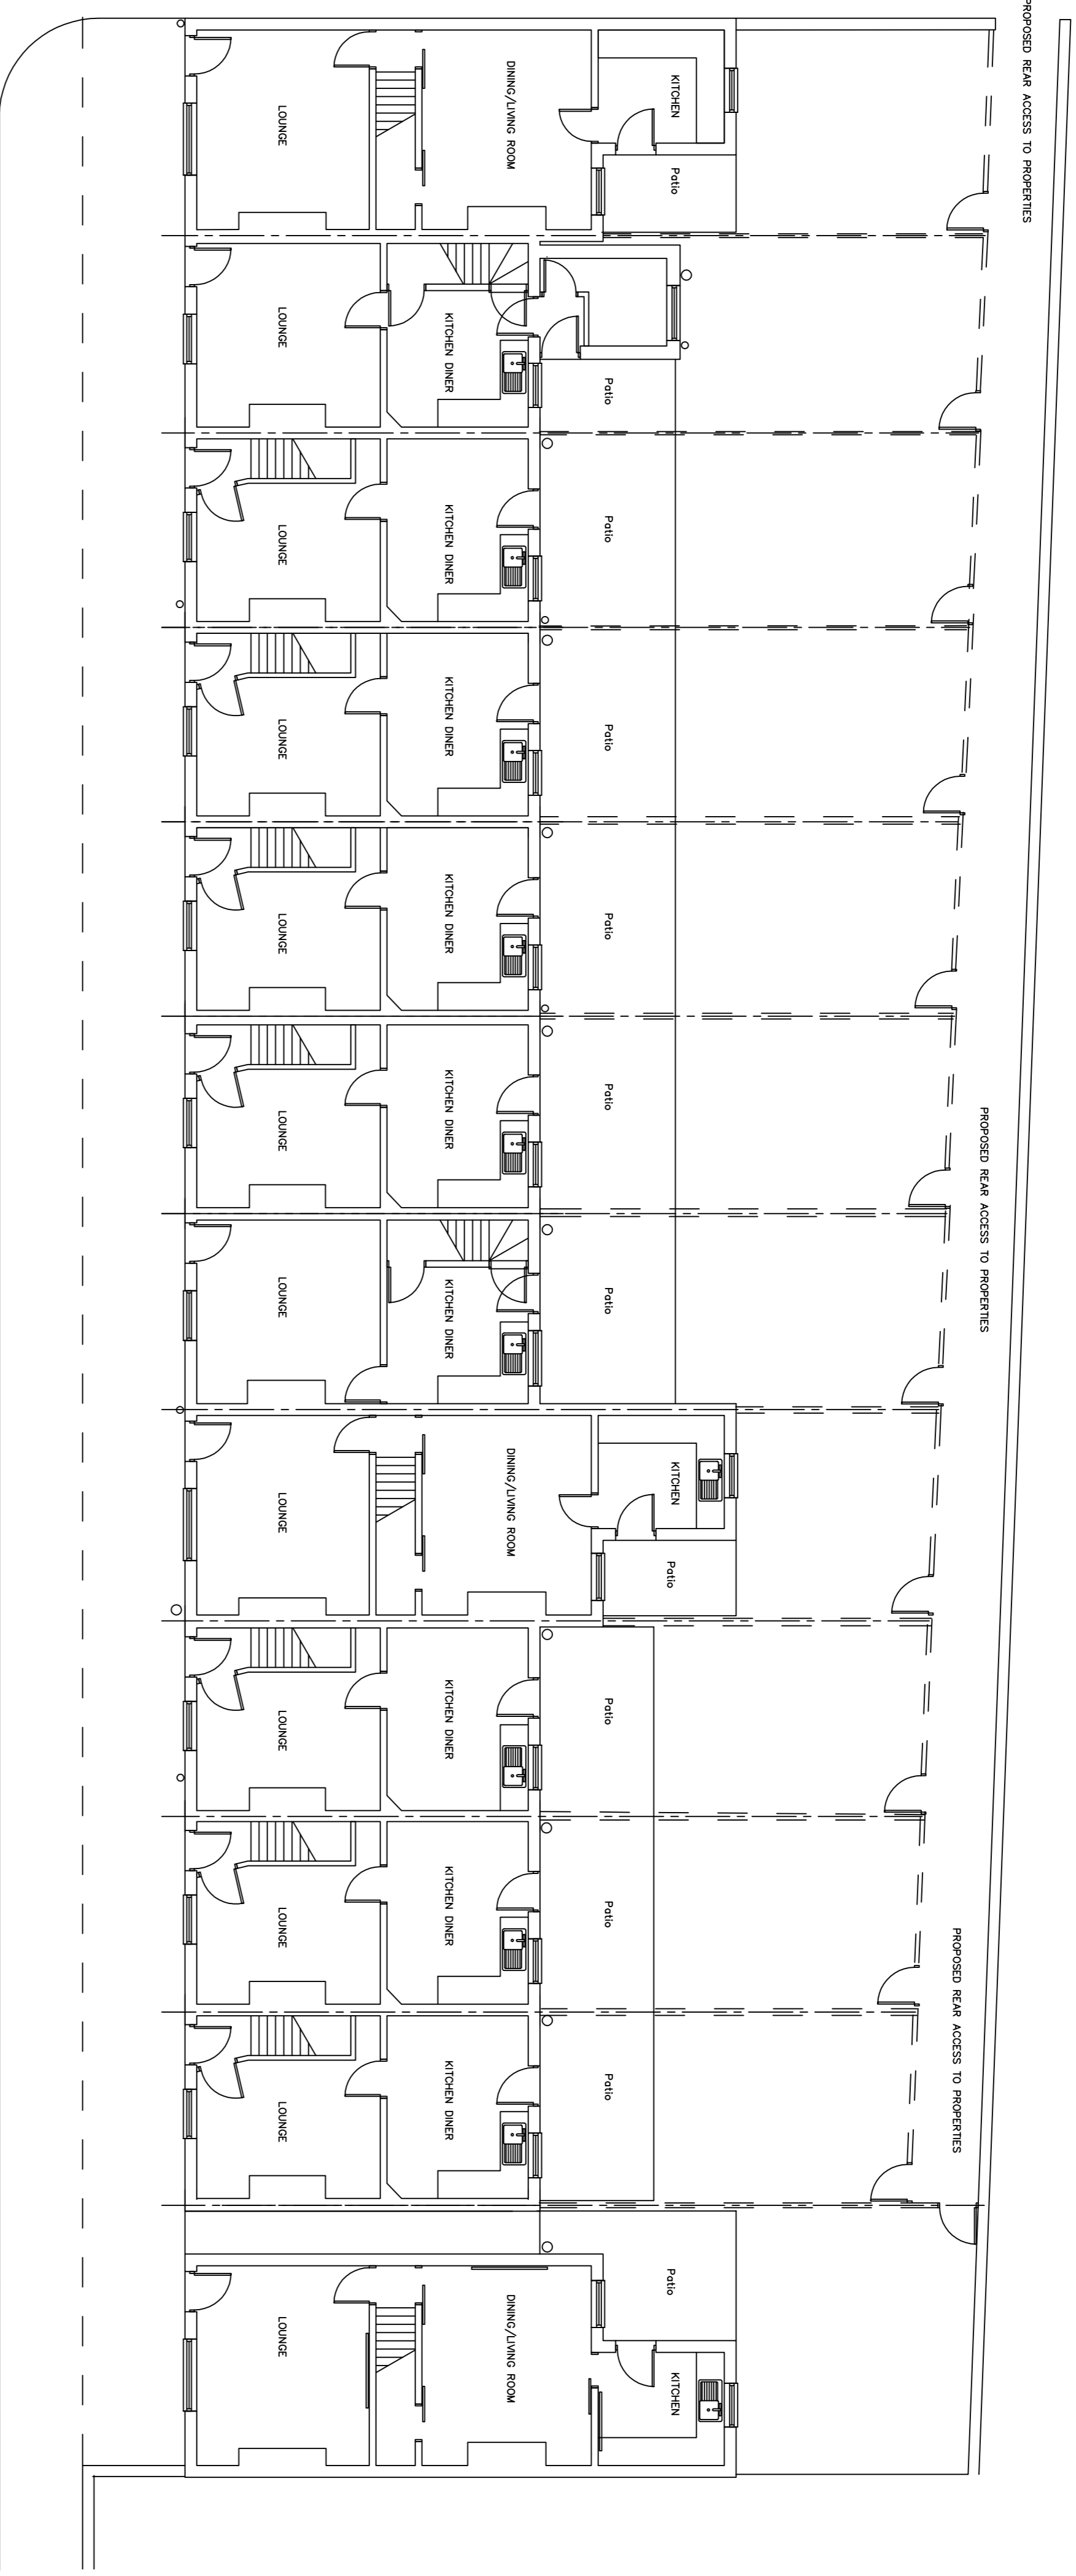 PROPOSED REAR ACCESS TO PROPERTIES
KITCHEN
DINING/LIVING ROOM
LOUNGE
Patio
LOUNGE
KITCHEN DINER
Patio
LOUNGE
KITCHEN DINER
Patio
LOUNGE
KITCHEN DINER
Patio
LOUNGE
KITCHEN DINER
Patio
LOUNGE
KITCHEN DINER
Patio
PROPOSED REAR ACCESS TO PROPERTIES
LOUNGE
KITCHEN DINER
Patio
LOUNGE
DINING/LIVING ROOM
KITCHEN
Patio
LOUNGE
KITCHEN DINER
Patio
LOUNGE
KITCHEN DINER
Patio
PROPOSED REAR ACCESS TO PROPERTIES
LOUNGE
KITCHEN DINER
Patio
Patio
LOUNGE
DINING/LIVING ROOM
KITCHEN